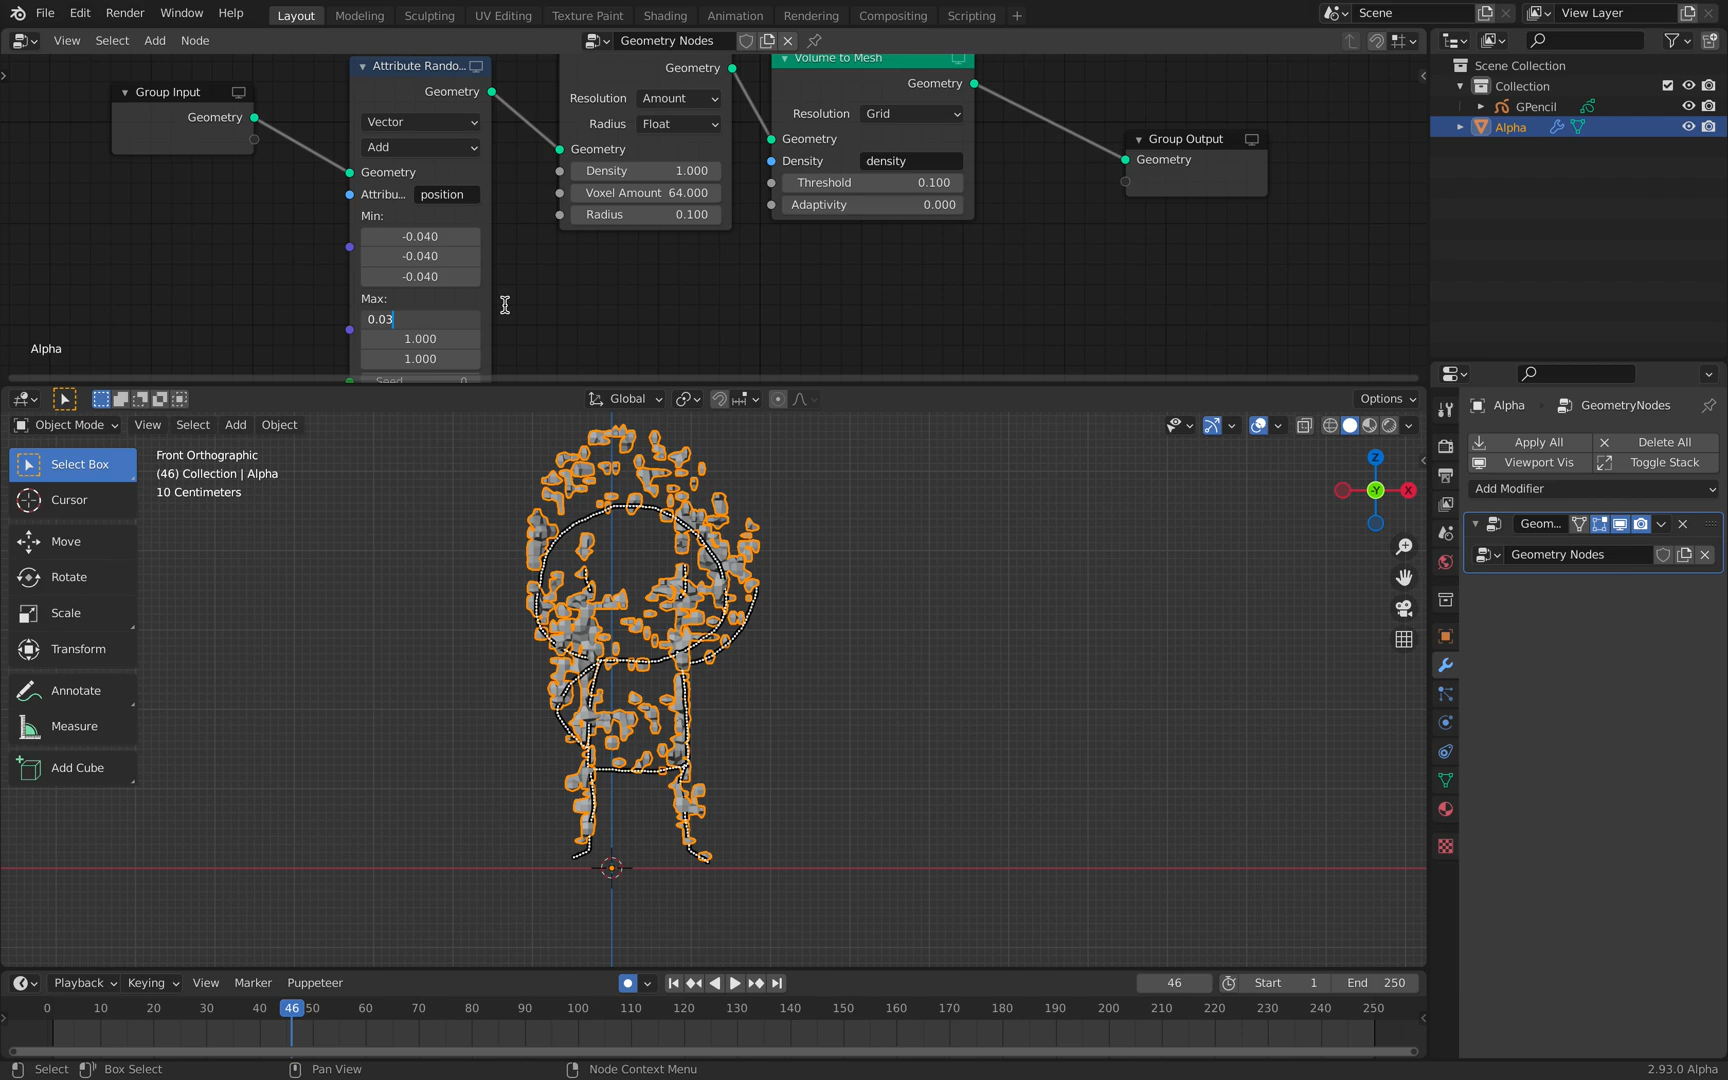 File Edit Render Window Help Layout Modeling Sculpting UV Editing Texture Paint Shading Animation Rendering Compositing Scripting + Scene View Layer
View Select Add Node Geometry Nodes
Scene Collection
Collection
GPencil
Alpha
Group Input
Geometry
Attribute Rando...
Geometry
Vector
Add
Geometry
Attribu... position
Min:
-0.040
-0.040
-0.040
Max:
0.03
1.000
1.000
Seed 0
Geometry
Resolution Amount
Radius Float
Geometry
Density 1.000
Voxel Amount 64.000
Radius 0.100
Volume to Mesh
Geometry
Resolution Grid
Geometry
Density density
Threshold 0.100
Adaptivity 0.000
Group Output
Geometry
Alpha
Global Options
Object Mode View Select Add Object
Select Box
Cursor
Move
Rotate
Scale
Transform
Annotate
Measure
Add Cube
Front Orthographic
(46) Collection | Alpha
10 Centimeters
Z
-Y
X
Alpha GeometryNodes
Apply All Delete All
Viewport Vis Toggle Stack
Add Modifier
Geom...
Geometry Nodes
Playback Keying View Marker Puppeteer 46 Start 1 End 250
0 10 20 30 40 46 50 60 70 80 90 100 110 120 130 140 150 160 170 180 190 200 210 220 230 240 250
Select Box Select Pan View Node Context Menu 2.93.0 Alpha